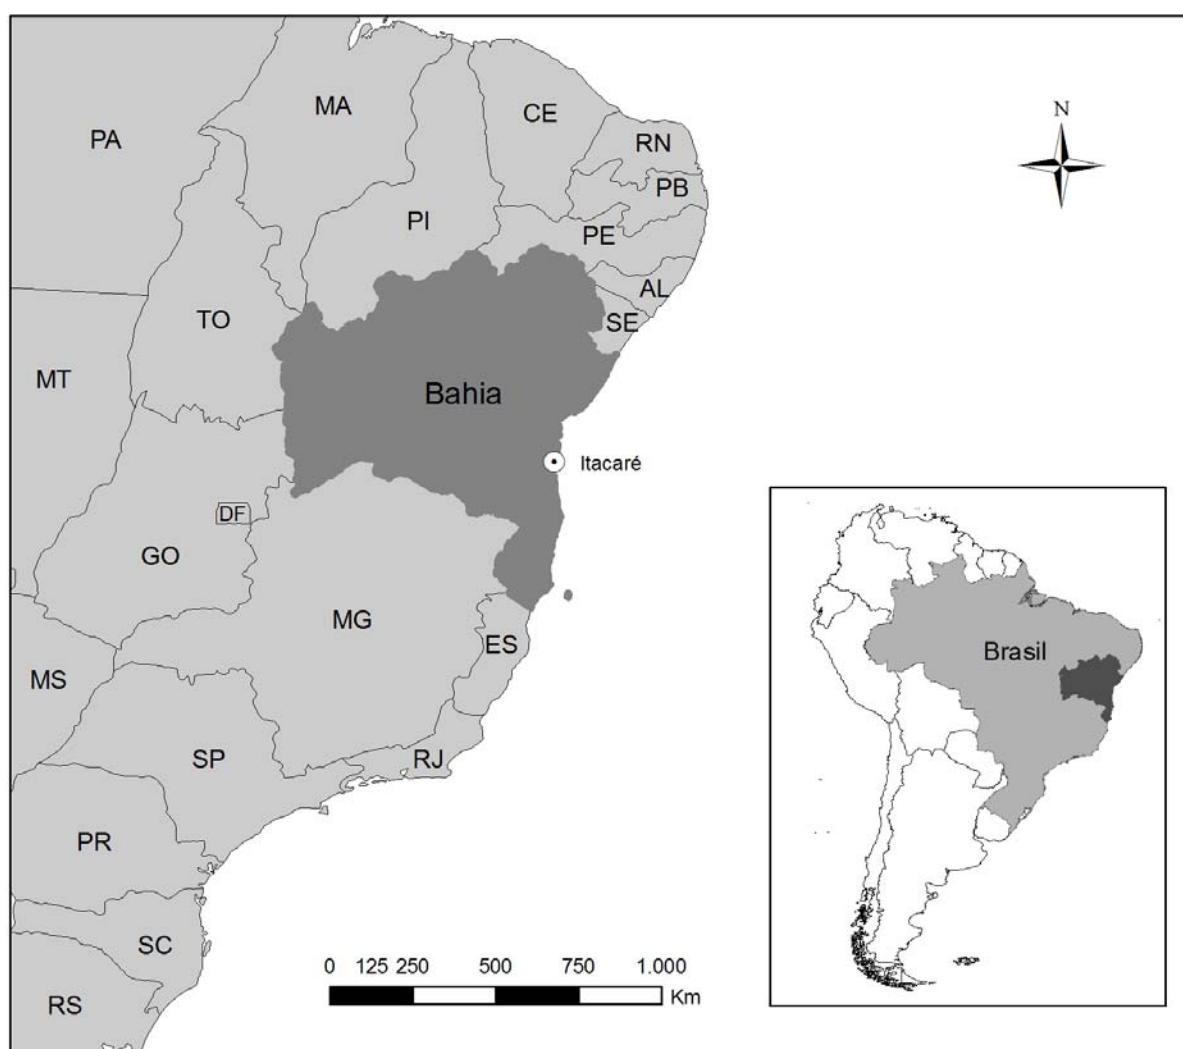 MA
CE
N
PA
RN
PB
PI
PE
AL
TO
SE
MT
Bahia
Itacaré
DF
GO
MG
ES
Brasil
MS
SP
RJ
PR
SC
0 125 250 500 750 1.000
Km
RS